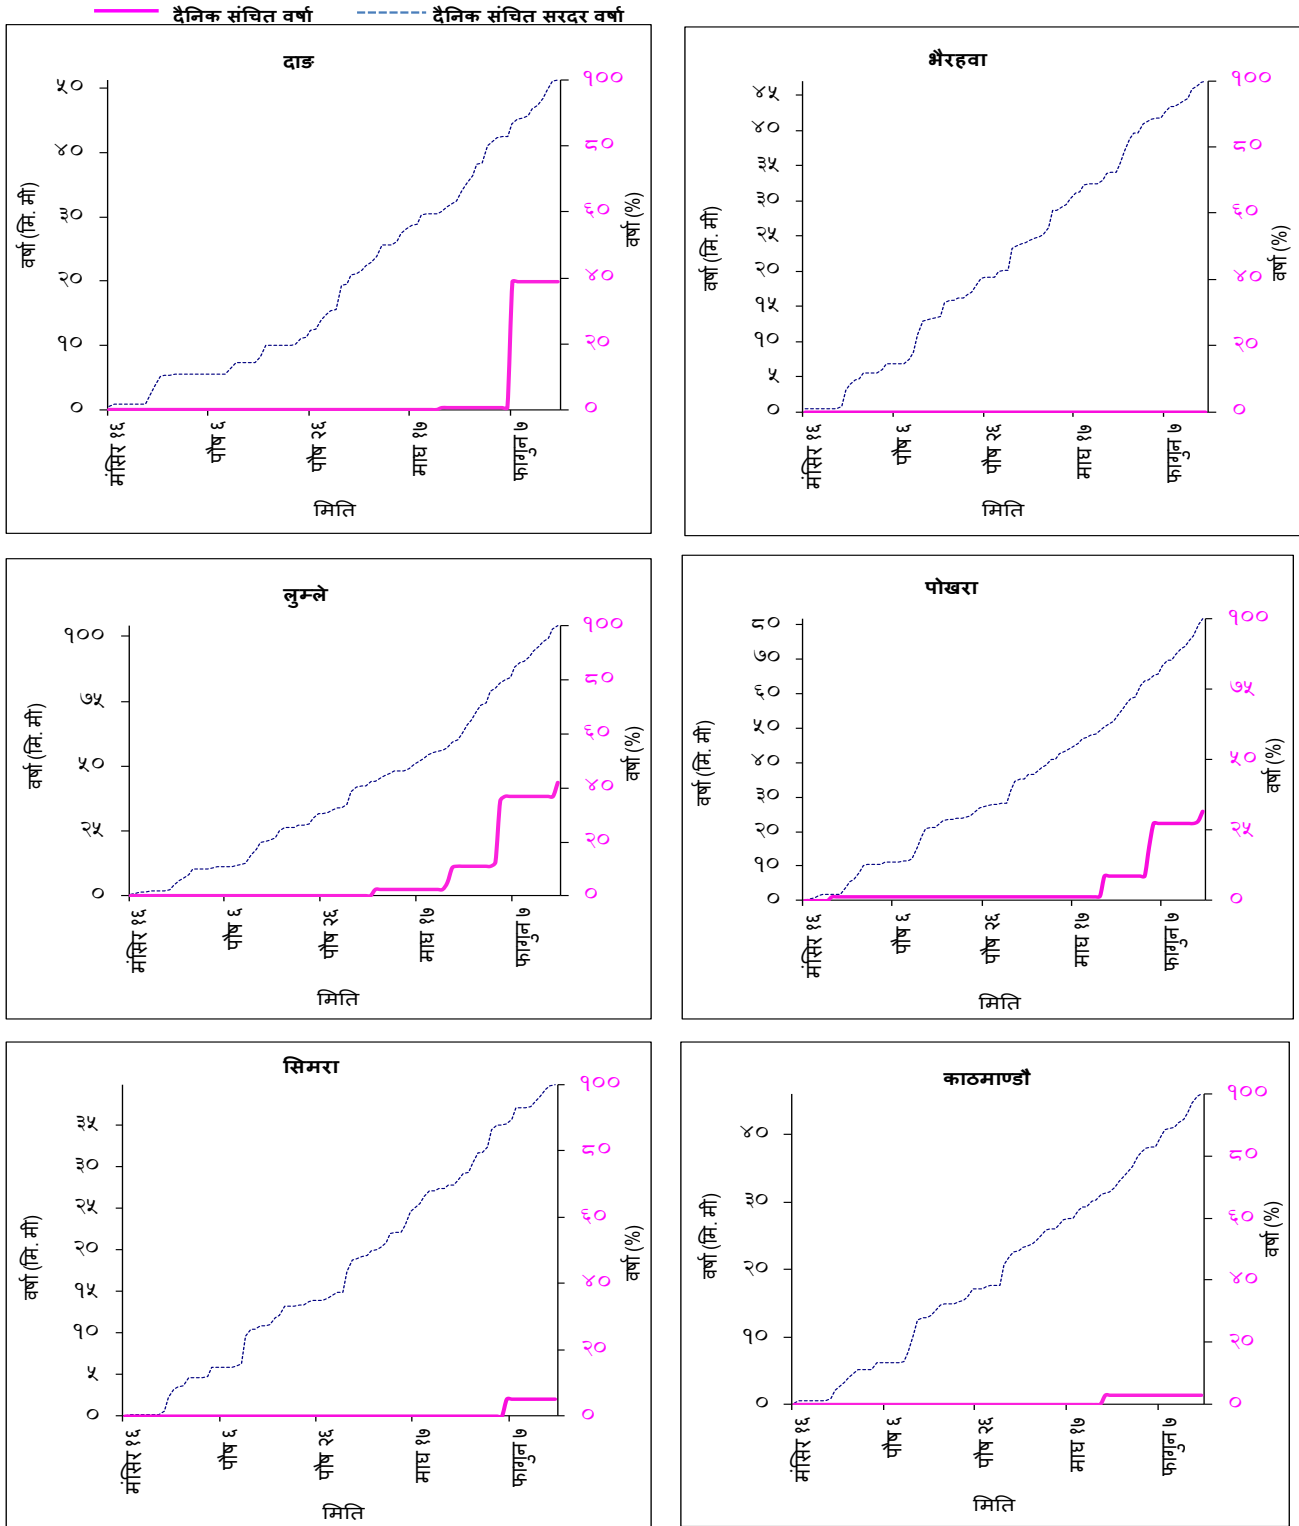 दैनिक संचित वर्षा दैनिक संचित सरदर वर्षा
दाङ
वर्षा (मि. मी)
५०
४०
३०
२०
१०
०
१००
८०
६०
४०
२०
०
वर्षा (%)
मंसिर १६
पौष ६
पौष २६
माघ १७
फागुन ७
मिति
भैरहवा
वर्षा (मि. मी)
४५
४०
३५
३०
२५
२०
१५
१०
५
०
१००
८०
६०
४०
२०
०
वर्षा (%)
मंसिर १६
पौष ६
पौष २६
माघ १७
फागुन ७
मिति
लुम्ले
वर्षा (मि. मी)
१००
७५
५०
२५
०
१००
८०
६०
४०
२०
०
वर्षा (%)
मंसिर १६
पौष ६
पौष २६
माघ १७
फागुन ७
मिति
पोखरा
वर्षा (मि. मी)
८०
७०
६०
५०
४०
३०
२०
१०
०
१००
७५
५०
२५
०
वर्षा (%)
मंसिर १६
पौष ६
पौष २६
माघ १७
फागुन ७
मिति
सिमरा
वर्षा (मि. मी)
३५
३०
२५
२०
१५
१०
५
०
१००
८०
६०
४०
२०
०
वर्षा (%)
मंसिर १६
पौष ६
पौष २६
माघ १७
फागुन ७
मिति
काठमाण्डौ
वर्षा (मि. मी)
४०
३०
२०
१०
०
१००
८०
६०
४०
२०
०
वर्षा (%)
मंसिर १६
पौष ६
पौष २६
माघ १७
फागुन ७
मिति